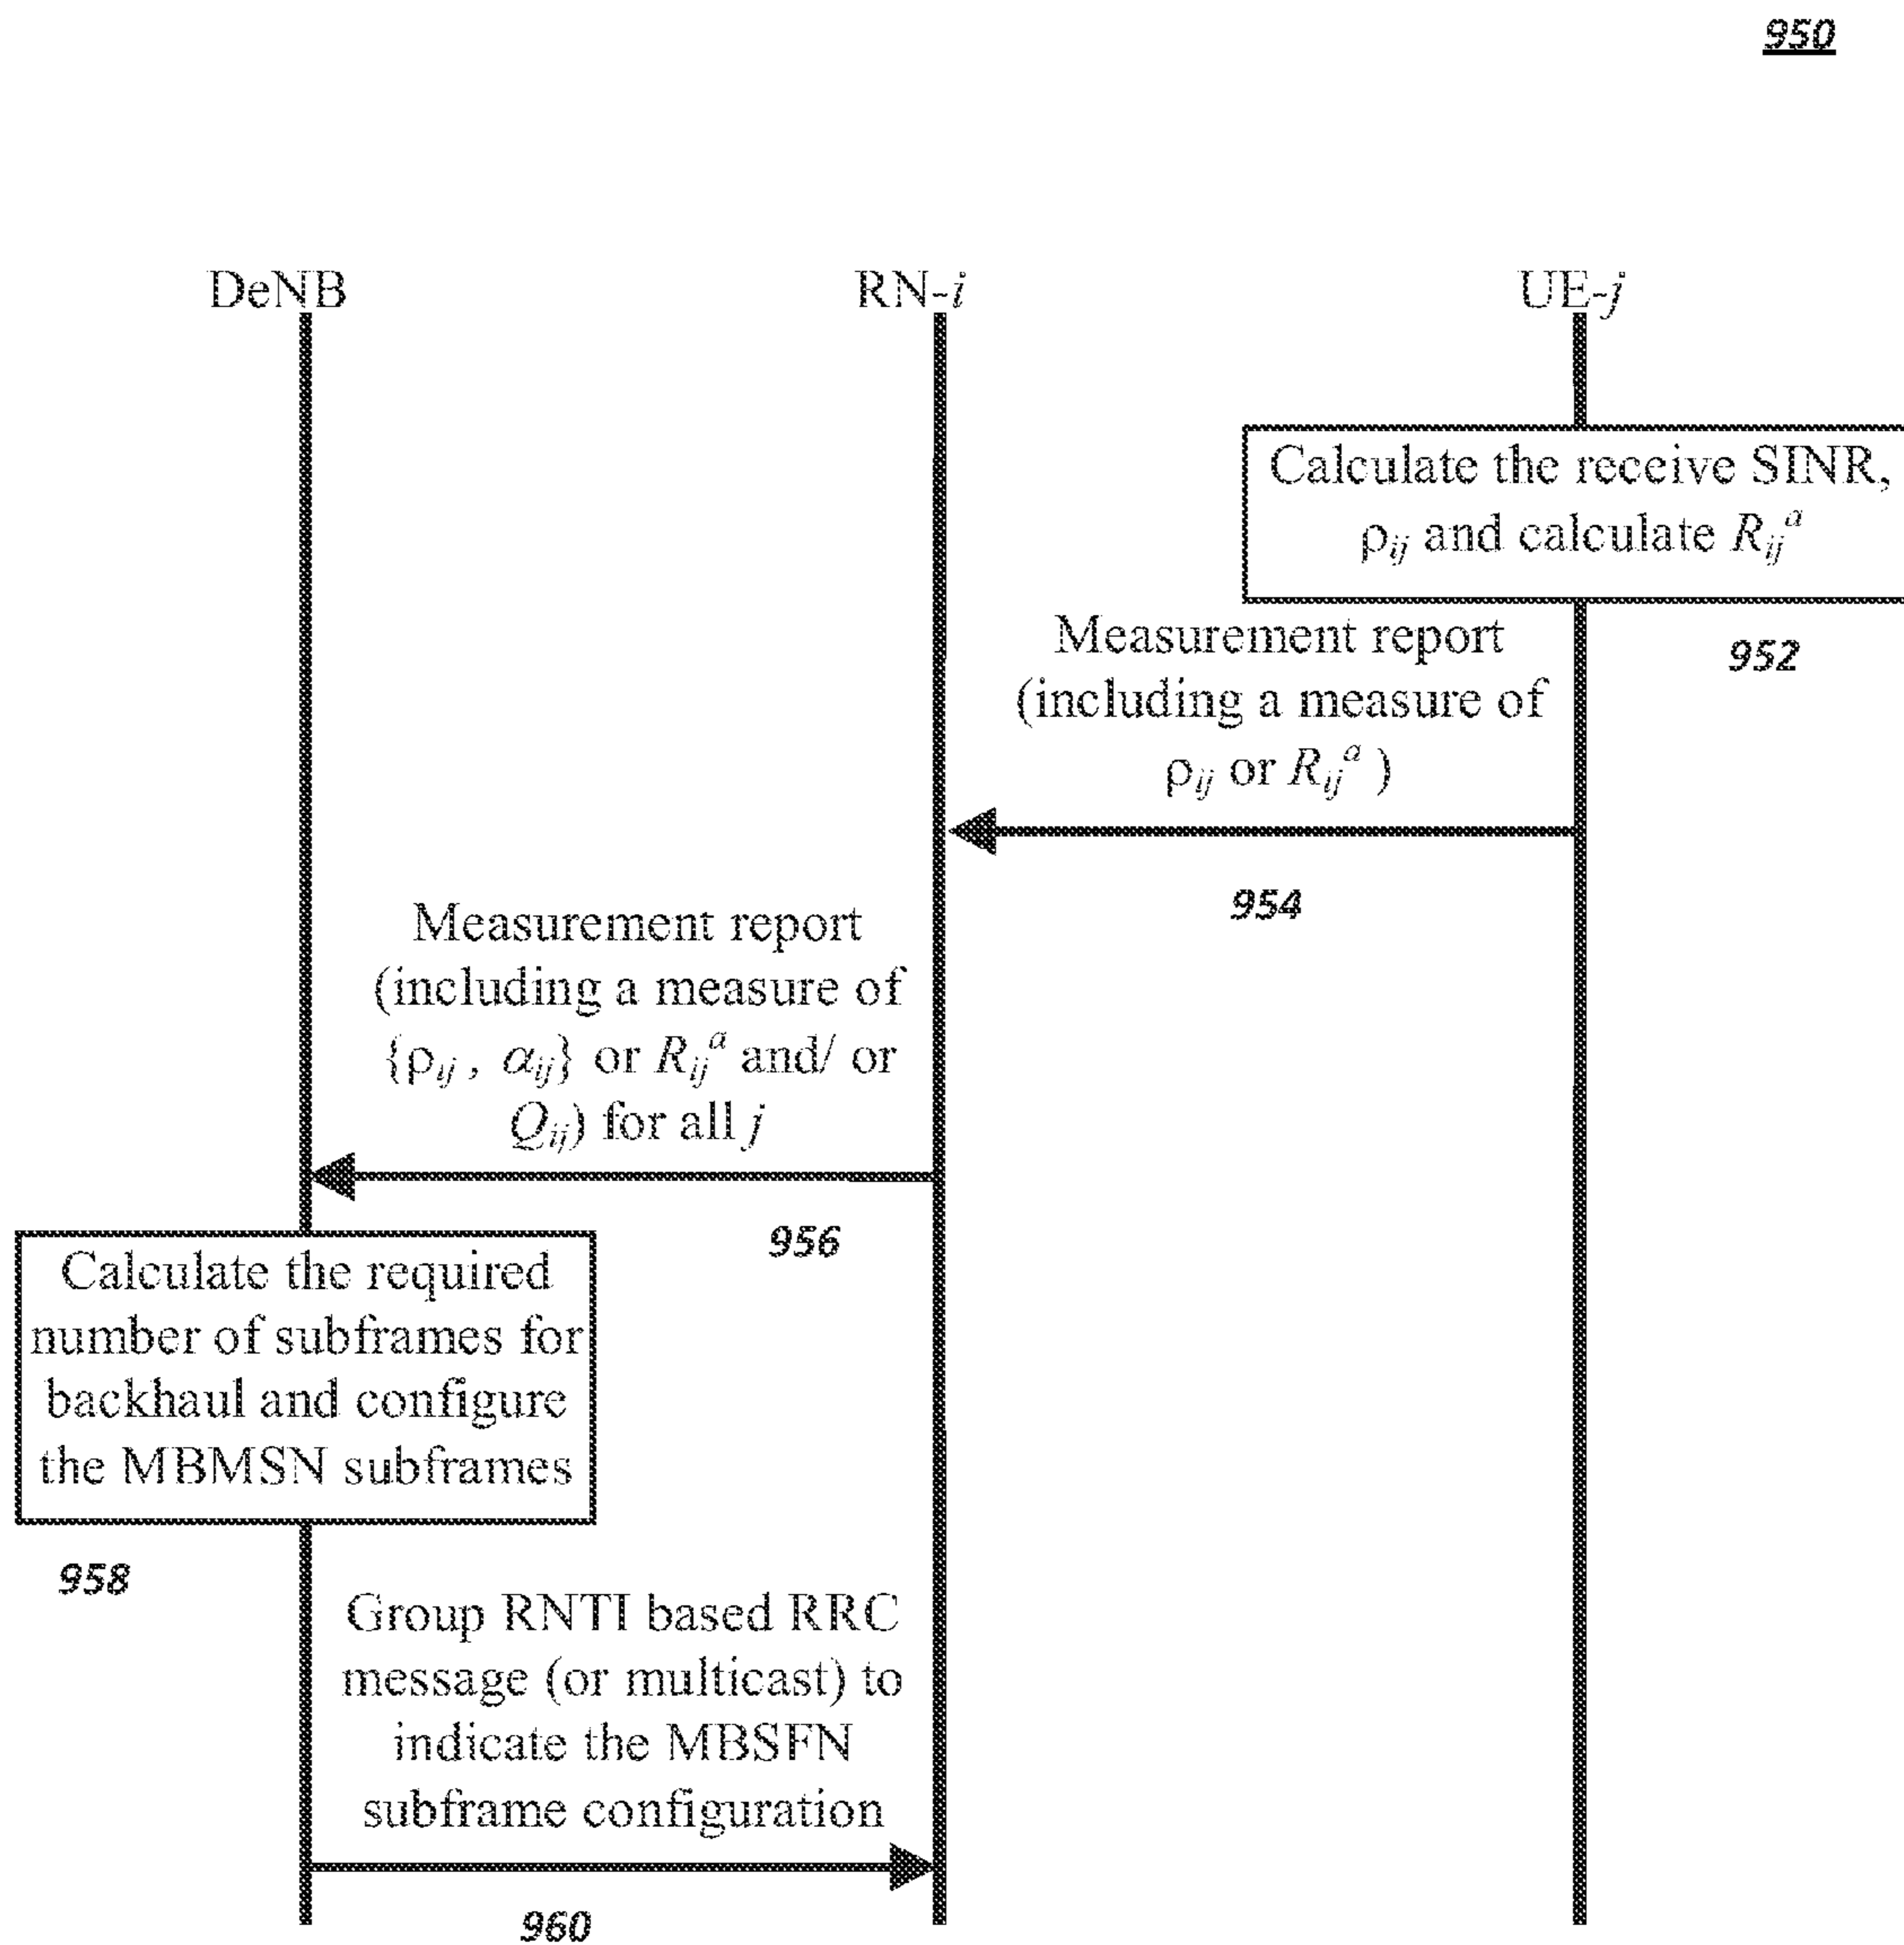 950
DeNB
RN-i
UE-j
Calculate the receive SINR,
ρij and calculate Rij^a
952
Measurement report
(including a measure of
ρij or Rij^a )
954
Measurement report
(including a measure of
{ρij , αij} or Rij^a and/ or
Qij) for all j
956
Calculate the required
number of subframes for
backhaul and configure
the MBMSN subframes
958
Group RNTI based RRC
message (or multicast) to
indicate the MBSFN
subframe configuration
960